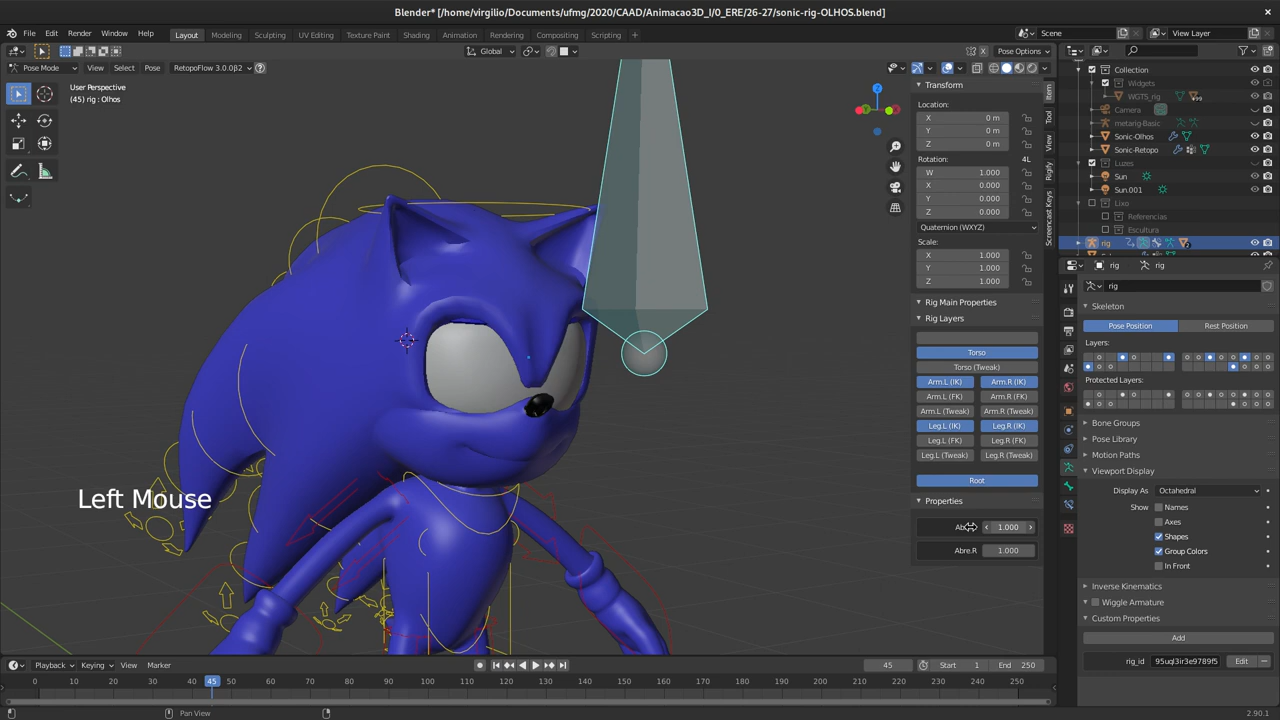 Blender* [/home/virgilio/Documents/ufmg/2020/CAAD/Animacao3D_I/0_ERE/26-27/sonic-rig-OLHOS.blend]
File Edit Render Window Help Layout Modeling Sculpting UV Editing Texture Paint Shading Animation Rendering Compositing Scripting Scene View Layer
Global Pose Options
Pose Mode View Select Pose RetopoFlow 3.0.0β2
User Perspective
(45) rig : Olhos
Z
Y
Left Mouse
Transform
Location:
X 0 m
Y 0 m
Z 0 m
Rotation: 4L
W 1.000
X 0.000
Y 0.000
Z 0.000
Quaternion (WXYZ)
Scale:
X 1.000
Y 1.000
Z 1.000
Rig Main Properties
Rig Layers
Torso
Torso (Tweak)
Arm.L (IK) Arm.R (IK)
Arm.L (FK) Arm.R (FK)
Arm.L (Tweak) Arm.R (Tweak)
Leg.L (IK) Leg.R (IK)
Leg.L (FK) Leg.R (FK)
Leg.L (Tweak) Leg.R (Tweak)
Root
Properties
1.000
Abre.R 1.000
Item
Tool
View
Rigify
Screencast Keys
Collection
Widgets
WGTS_rig
Camera
metarig-Basic
Sonic-Olhos
Sonic-Retopo
Luzes
Sun
Sun.001
Lixo
Referencias
Escultura
rig
rig rig
rig
Skeleton
Pose Position Rest Position
Layers:
Protected Layers:
Bone Groups
Pose Library
Motion Paths
Viewport Display
Display As Octahedral
Show Names
Axes
Shapes
Group Colors
In Front
Inverse Kinematics
Wiggle Armature
Custom Properties
Add
rig_id 95uql3ir3e9789f5 Edit
Playback Keying View Marker 45 Start 1 End 250
0 10 20 30 40 45 50 60 70 80 90 100 110 120 130 140 150 160 170 180 190 200 210 220 230 240 250
Pan View 2.90.1